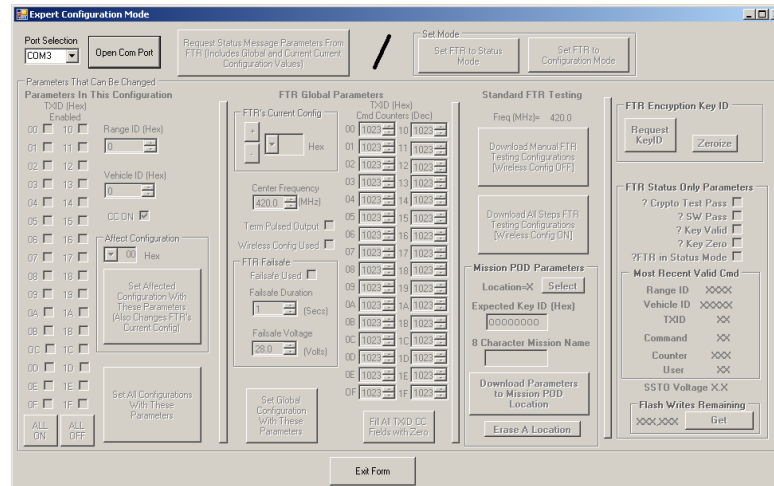 Expert Configuration Mode
Port Selection
COM3
Open Com Port
Request Status Message Parameters From
FTR (Includes Global and Current Current
Configuration Values)
Set Mode
Set FTR to Status
Mode
Set FTR to
Configuration Mode
Parameters That Can Be Changed
Parameters In This Configuration
TXID (Hex)
Enabled
00 10
01 11
02 12
03 13
04 14
05 15
06 16
07 17
08 18
09 19
0A 1A
0B 1B
0C 1C
0D 1D
0E 1E
0F 1F
ALL
ON
ALL
OFF
Range ID (Hex)
0
Vehicle ID (Hex)
0
CC ON
Affect Configuration
00 Hex
Set Affected
Configuration With
These Parameters
(Also Changes FTR's
Current Config)
Set All Configurations
With These
Parameters
FTR Global Parameters
FTR's Current Config
+
-
Hex
Center Frequency
420.0 (MHz)
Term Pulsed Output
Wireless Config Used
FTR Failsafe
Failsafe Used
Failsafe Duration
1 (Secs)
Failsafe Voltage
28.0 (Volts)
Set Global
Configuration
With These
Parameters
TXID (Hex)
Cmd Counters (Dec)
00 1023 10 1023
01 1023 11 1023
02 1023 12 1023
03 1023 13 1023
04 1023 14 1023
05 1023 15 1023
06 1023 16 1023
07 1023 17 1023
08 1023 18 1023
09 1023 19 1023
0A 1023 1A 1023
0B 1023 1B 1023
0C 1023 1C 1023
0D 1023 1D 1023
0E 1023 1E 1023
0F 1023 1F 1023
Fill All TXID CC
Fields with Zero
Standard FTR Testing
Freq (MHz)= 420.0
Download Manual FTR
Testing Configurations
[Wireless Config OFF]
Download All Steps FTR
Testing Configurations
[Wireless Config ON]
Mission POD Parameters
Location=X Select
Expected Key ID (Hex)
00000000
8 Character Mission Name
Download Parameters
to Mission POD
Location
Erase A Location
FTR Encryption Key ID
Request
KeyID
Zeroize
FTR Status Only Parameters
? Crypto Test Pass
? SW Pass
? Key Valid
? Key Zero
?FTR in Status Mode
Most Recent Valid Cmd
Range ID XXXX
Vehicle ID XXXXX
TXID XX
Command XX
Counter XXX
User XX
SSTO Voltage X.X
Flash Writes Remaining
XXX,XXX Get
Exit Form